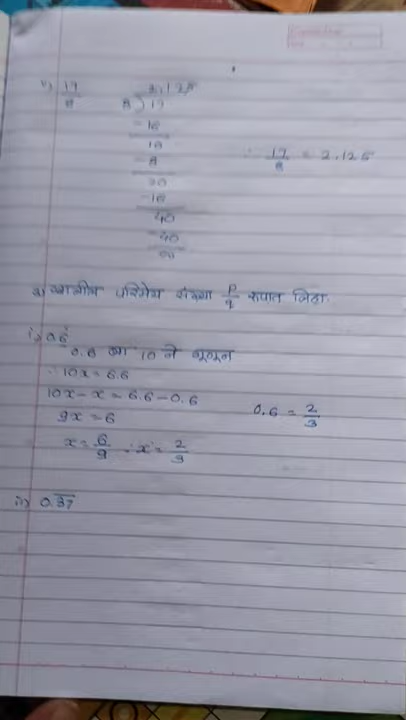 v) 17/8
2.125
8) 17
-16
10
-8
20
-16
40
-40
00
∴ 17/8 = 2.125
खालील परिमेय संख्या p/q रूपात लिहा.
i) 0.6̇
0.6 ला 10 ने गुणून
∴ 10x = 6.6
10x - x = 6.6 - 0.6
9x = 6
x = 6/9 ∴ x = 2/3
0.6 = 2/3
ii) 0.3̅7̅